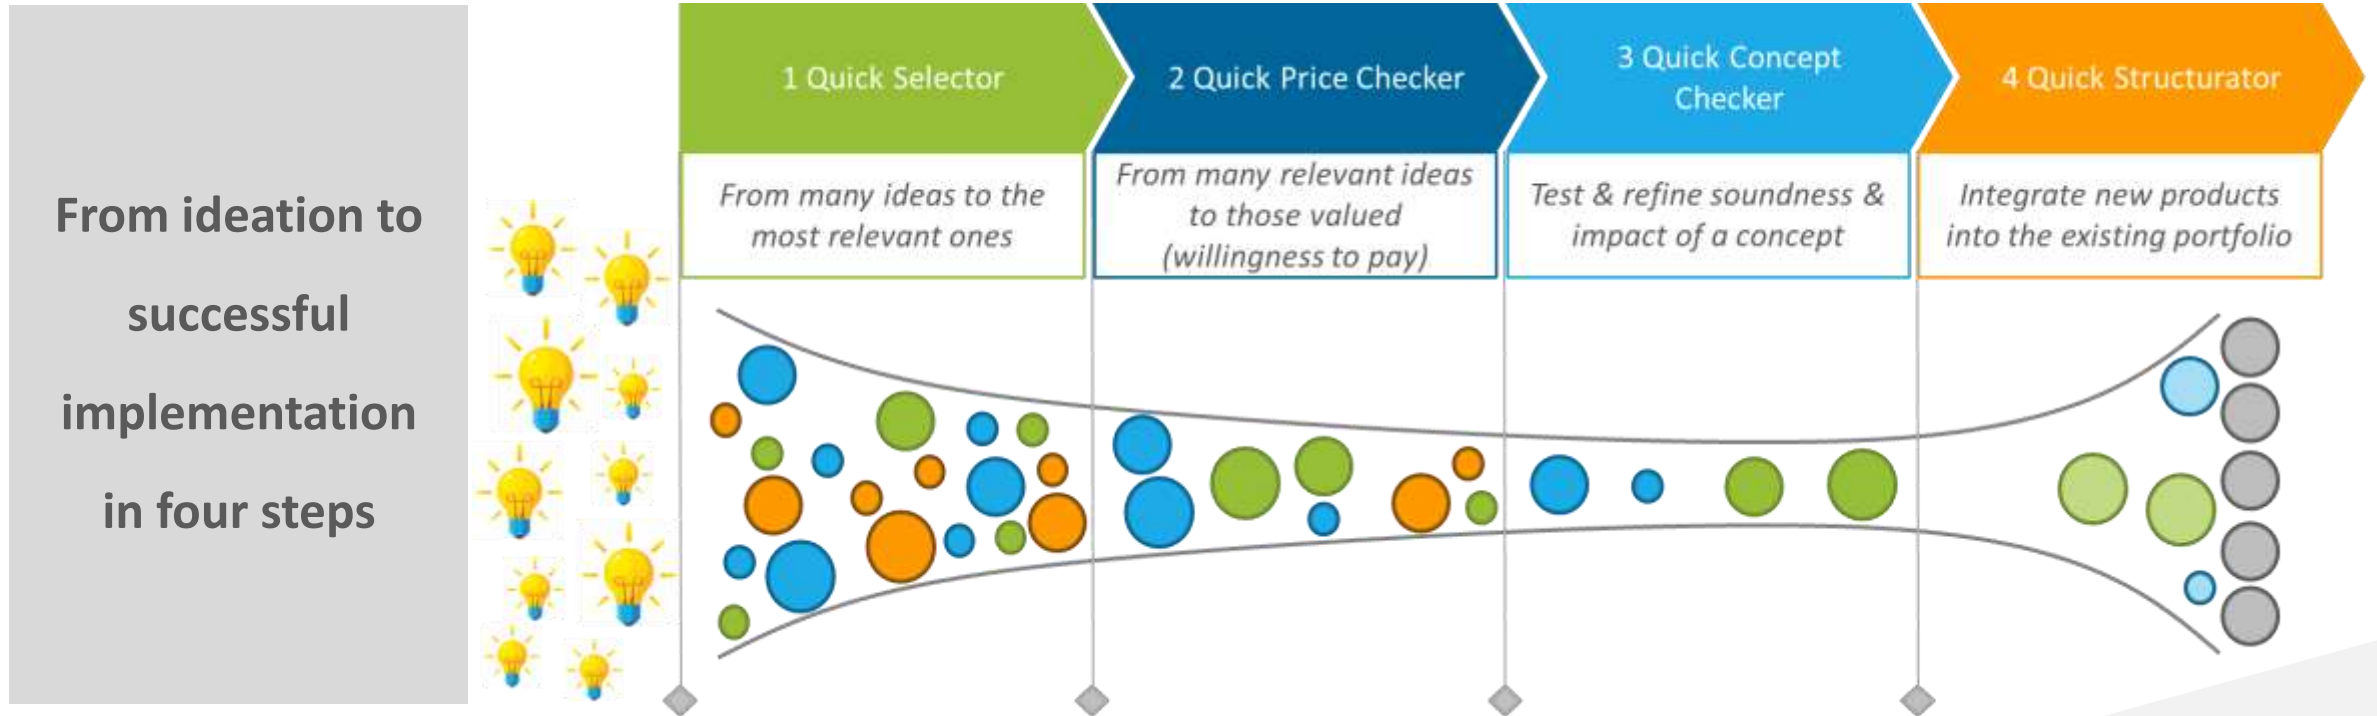 From ideation to
successful
implementation
in four steps
1 Quick Selector
2 Quick Price Checker
3 Quick Concept
Checker
4 Quick Structurator
From many ideas to the
most relevant ones
From many relevant ideas
to those valued
(willingness to pay)
Test & refine soundness &
impact of a concept
Integrate new products
into the existing portfolio